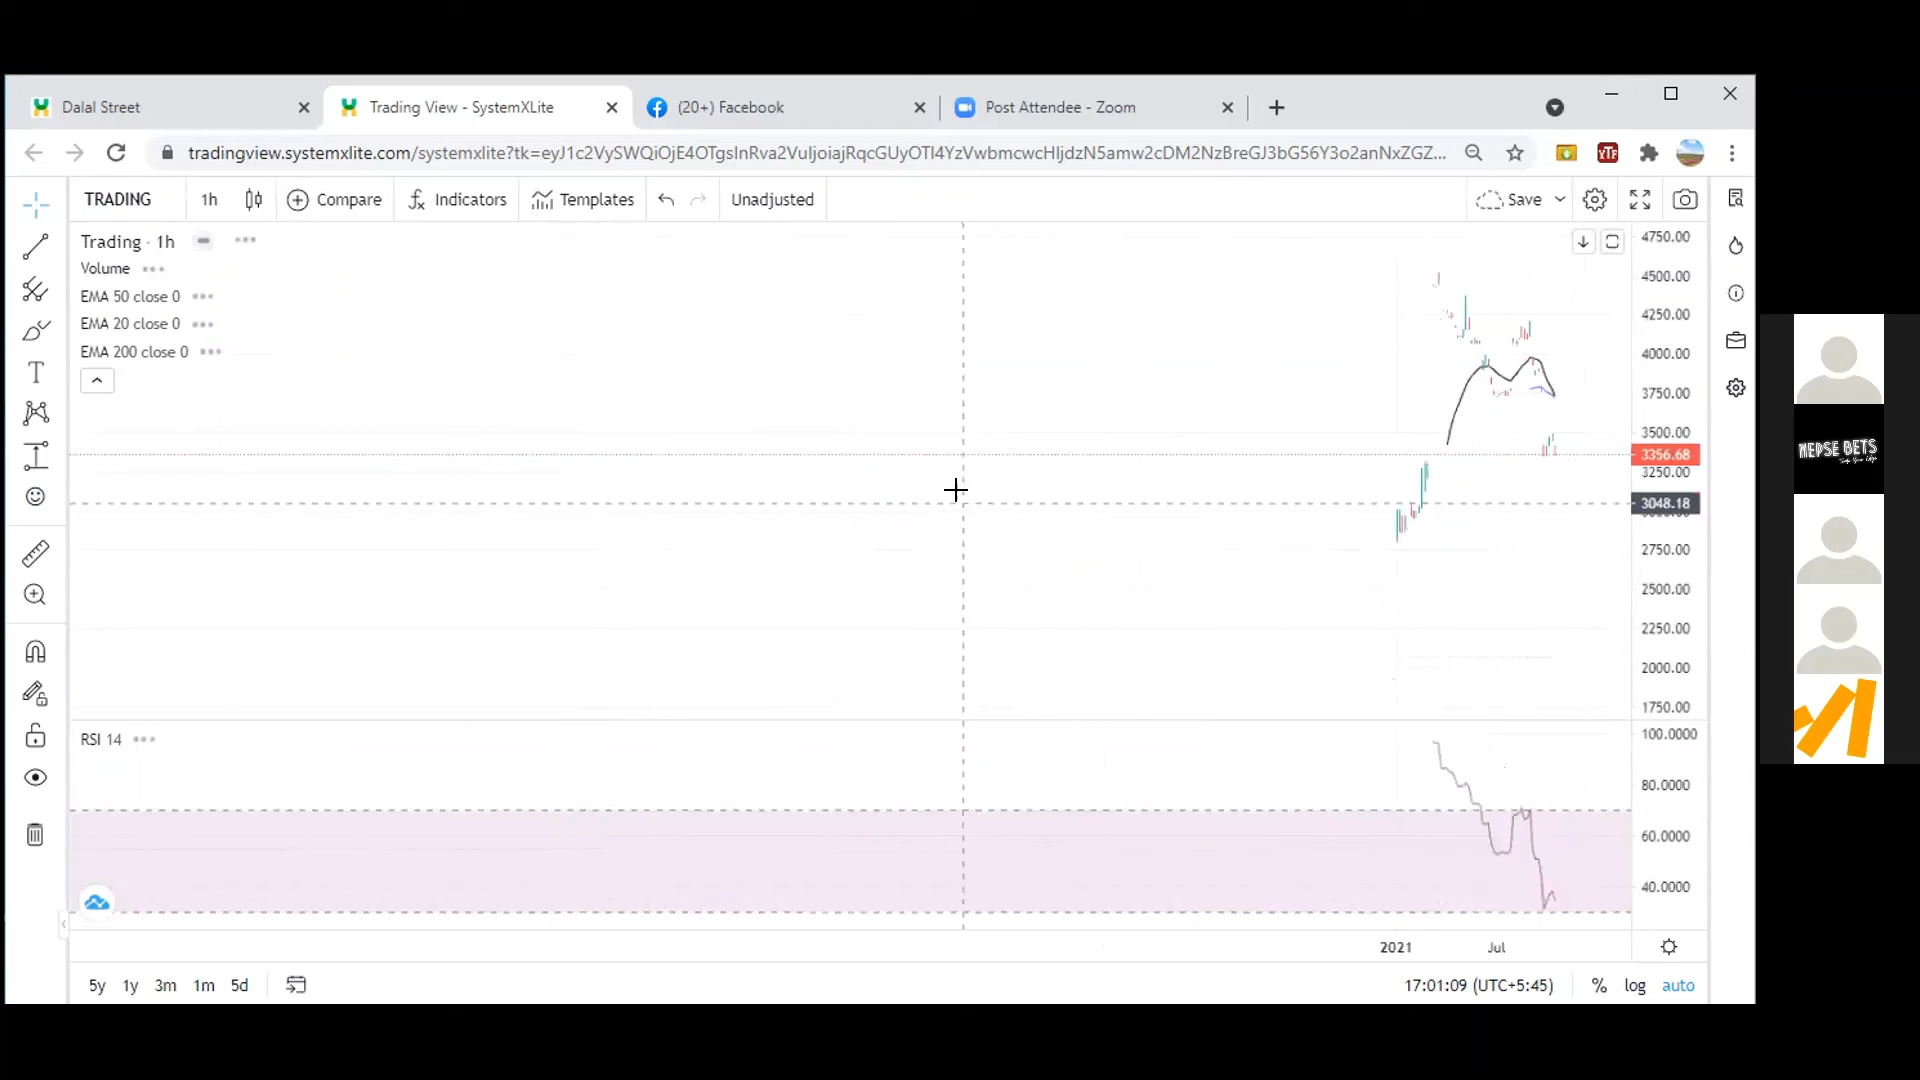 Dalal Street
Trading View - SystemXLite
(20+) Facebook
Post Attendee - Zoom
tradingview.systemxlite.com/systemxlite?tk=eyJ1c2VySWQiOjE4OTgsInRva2VuIjoiajRqcGUyOTI4YzVwbmcwcHljdzN5amw2cDM2NzBreGJ3bG56Y3o2anNxZGZ...
YTF
TRADING
1h
Compare
Indicators
Templates
Unadjusted
Save
Trading · 1h
Volume
EMA 50 close 0
EMA 20 close 0
EMA 200 close 0
4750.00
4500.00
4250.00
4000.00
3750.00
3500.00
3356.68
3250.00
3048.18
2750.00
2500.00
2250.00
2000.00
1750.00
RSI 14
100.0000
80.0000
60.0000
40.0000
2021
Jul
5y
1y
3m
1m
5d
17:01:09 (UTC+5:45)
%
log
auto
NEPSE BETS